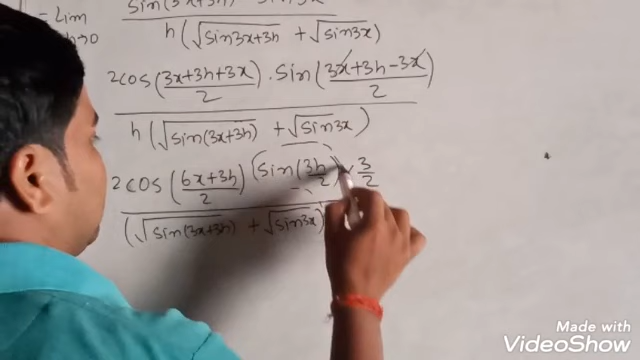 = Lim h→0 sin(3x+3h) - sin3x
h(√sin3x+3h + √sin3x)
2cos(3x+3h+3x)/2 · sin(3x+3h-3x)/2
h(√sin(3x+3h) + √sin3x)
2cos(6x+3h)/2 (sin(3h/2) × 3/2
(√sin(3x+3h) + √sin3x)
Made with
VideoShow